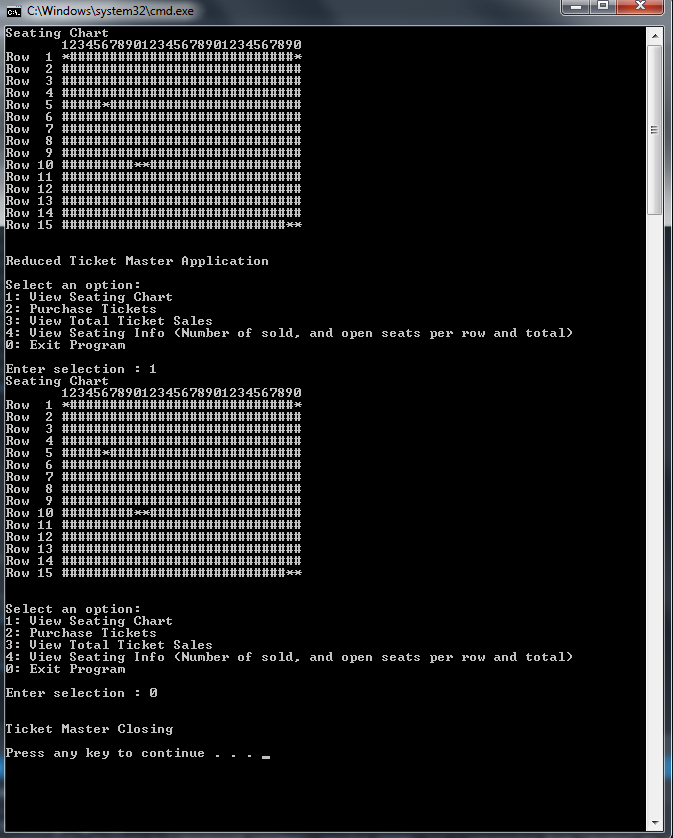 C:\Windows\system32\cmd.exe
Seating Chart
       123456789012345678901234567890
Row  1 *############################*
Row  2 ##############################
Row  3 ##############################
Row  4 ##############################
Row  5 #####*########################
Row  6 ##############################
Row  7 ##############################
Row  8 ##############################
Row  9 ##############################
Row 10 #########**###################
Row 11 ##############################
Row 12 ##############################
Row 13 ##############################
Row 14 ##############################
Row 15 ############################**
Reduced Ticket Master Application
Select an option:
1: View Seating Chart
2: Purchase Tickets
3: View Total Ticket Sales
4: View Seating Info (Number of sold, and open seats per row and total)
0: Exit Program
Enter selection : 1
Seating Chart
       123456789012345678901234567890
Row  1 *############################*
Row  2 ##############################
Row  3 ##############################
Row  4 ##############################
Row  5 #####*########################
Row  6 ##############################
Row  7 ##############################
Row  8 ##############################
Row  9 ##############################
Row 10 #########**###################
Row 11 ##############################
Row 12 ##############################
Row 13 ##############################
Row 14 ##############################
Row 15 ############################**
Select an option:
1: View Seating Chart
2: Purchase Tickets
3: View Total Ticket Sales
4: View Seating Info (Number of sold, and open seats per row and total)
0: Exit Program
Enter selection : 0
Ticket Master Closing
Press any key to continue . . . _